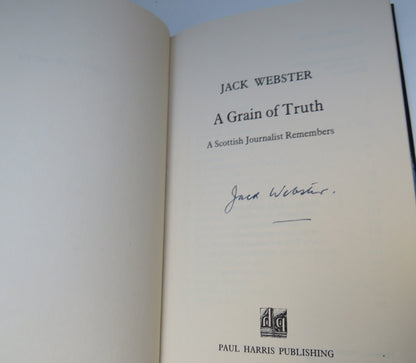 JACK WEBSTER
A Grain of Truth
A Scottish Journalist Remembers
Jack Webster.
PAUL HARRIS PUBLISHING